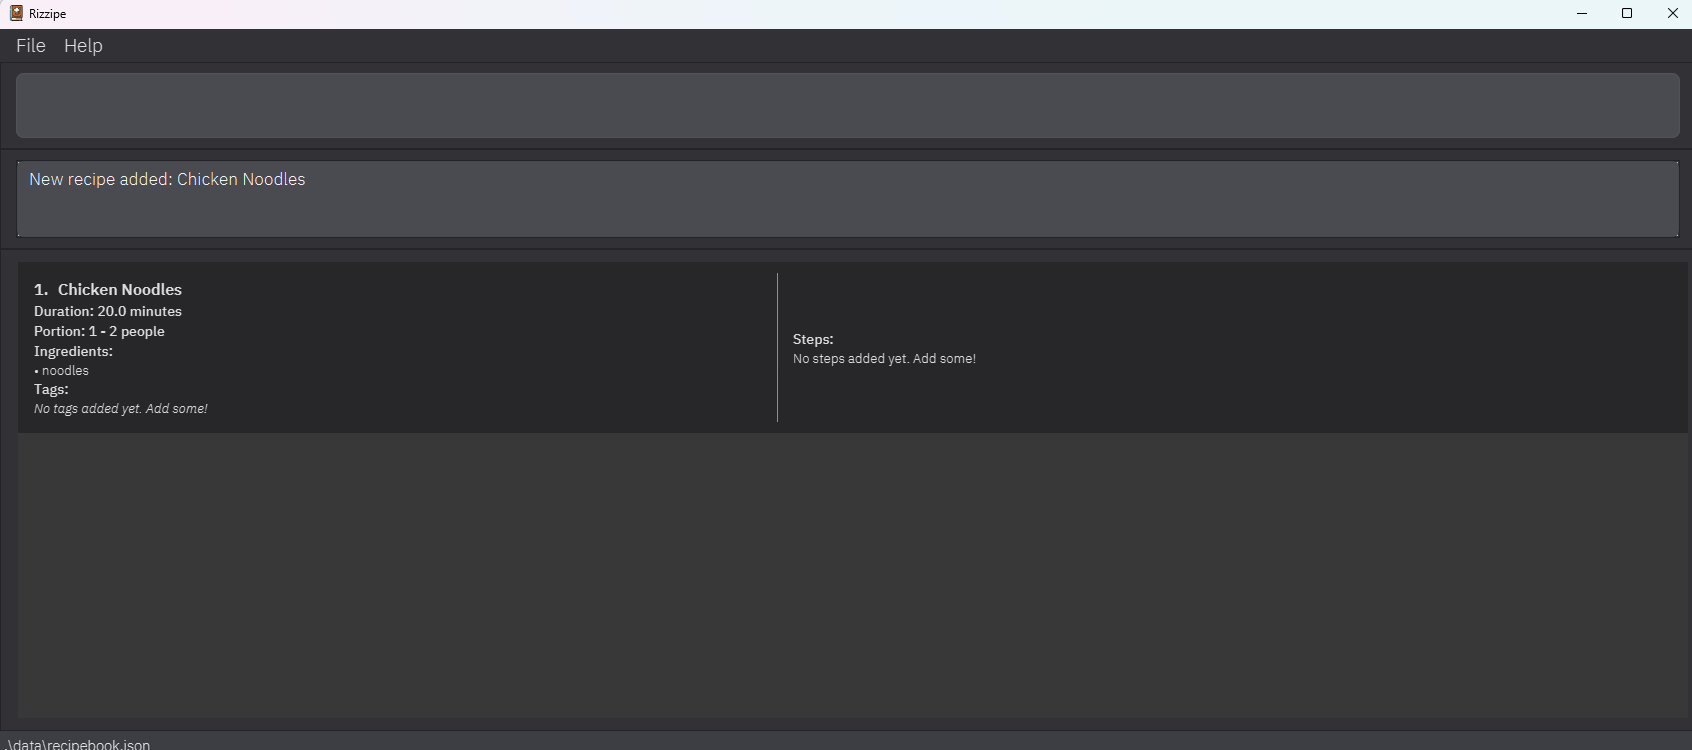 Rizzipe
File Help
New recipe added: Chicken Noodles
1. Chicken Noodles
Duration: 20.0 minutes
Portion: 1 - 2 people
Ingredients:
• noodles
Tags:
No tags added yet. Add some!
Steps:
No steps added yet. Add some!
.\data\recipebook.json